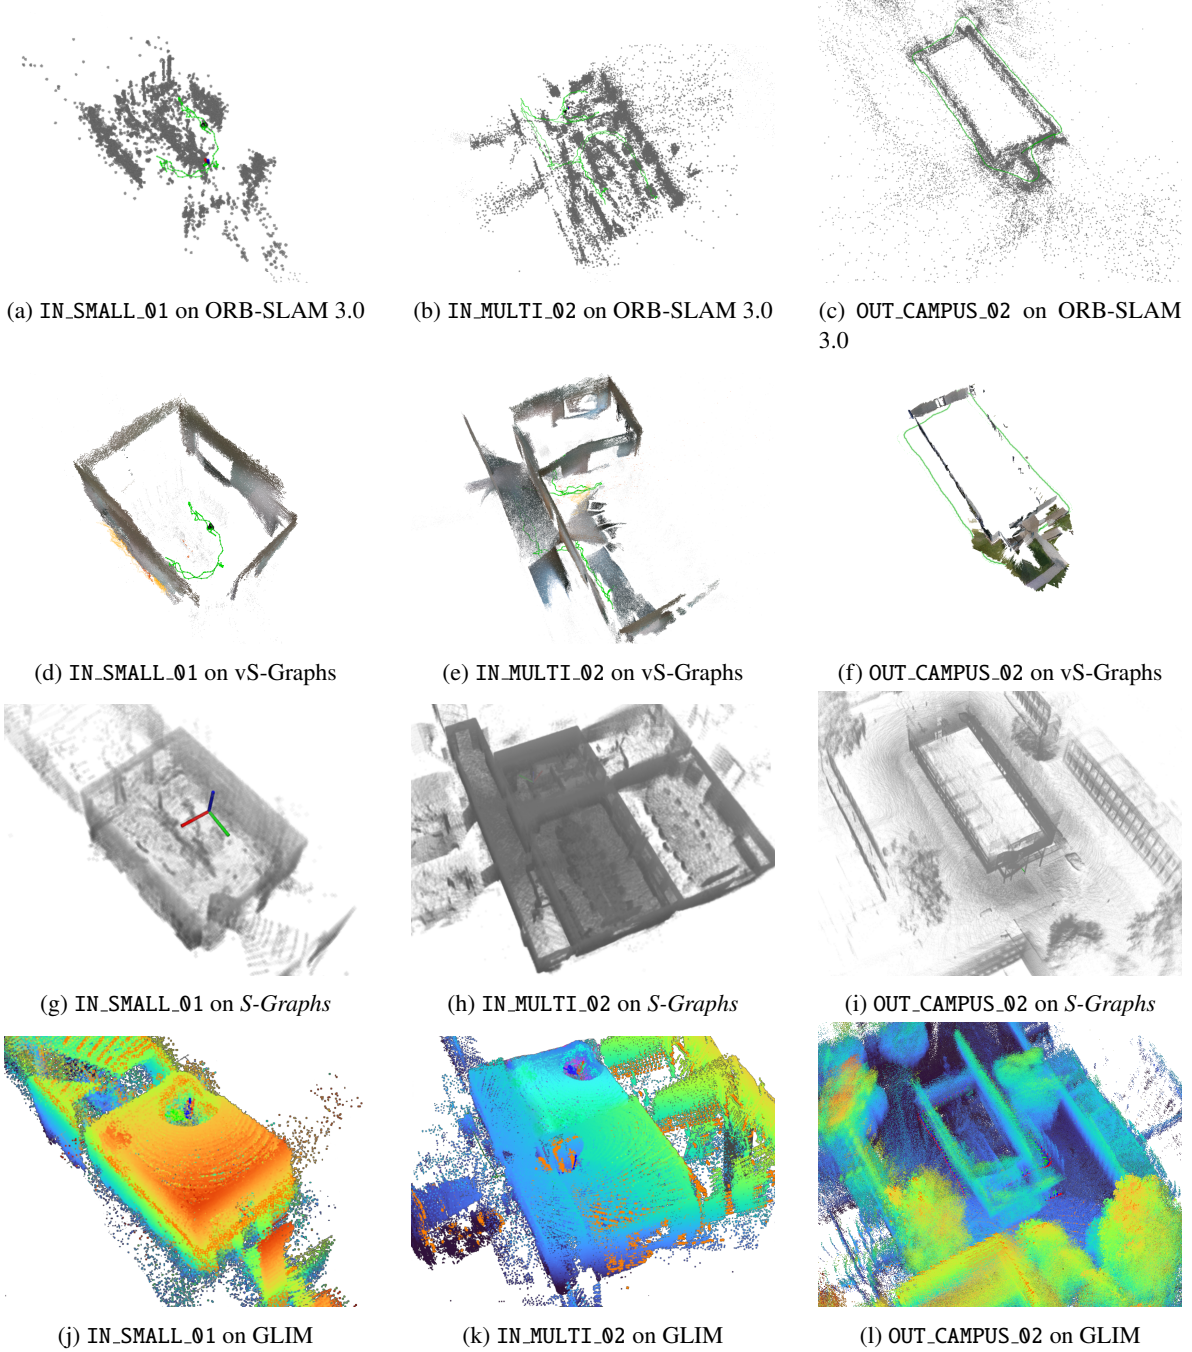 (a) IN_SMALL_01 on ORB-SLAM 3.0
(b) IN_MULTI_02 on ORB-SLAM 3.0
(c) OUT_CAMPUS_02 on ORB-SLAM
3.0
(d) IN_SMALL_01 on vS-Graphs
(e) IN_MULTI_02 on vS-Graphs
(f) OUT_CAMPUS_02 on vS-Graphs
(g) IN_SMALL_01 on S-Graphs
(h) IN_MULTI_02 on S-Graphs
(i) OUT_CAMPUS_02 on S-Graphs
(j) IN_SMALL_01 on GLIM
(k) IN_MULTI_02 on GLIM
(l) OUT_CAMPUS_02 on GLIM